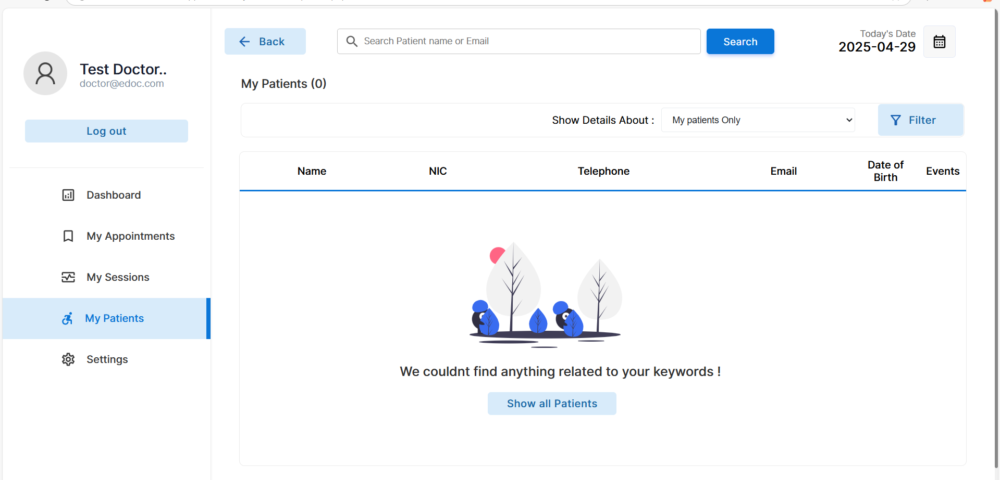 Test Doctor..
doctor@edoc.com
Log out
Dashboard
My Appointments
My Sessions
My Patients
Settings
Back
Search Patient name or Email
Search
Today's Date
2025-04-29
My Patients (0)
Show Details About :
My patients Only
Filter
Name
NIC
Telephone
Email
Date of
Birth
Events
We couldnt find anything related to your keywords !
Show all Patients